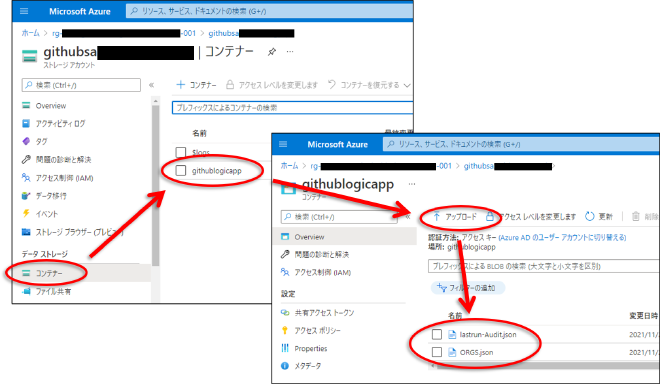 Microsoft Azure
リソース、サービス、ドキュメントの検索 (G+/)
ホーム > rg- -001 > githubsa
githubsa | コンテナー
ストレージ アカウント
検索 (Ctrl+/)
Overview
アクティビティ ログ
タグ
問題の診断と解決
アクセス制御 (IAM)
データ移行
イベント
ストレージ ブラウザー (プレビュー
データ ストレージ
コンテナー
ファイル共有
コンテナー
アクセス レベルを変更します
コンテナーを復元する
プレフィックスによるコンテナーの検索
名前
最終変更
$logs
githublogicapp
Microsoft Azure
リソース、サービス、ドキュメントの検索 (G+/)
ホーム > rg- -001 > githubsa
githublogicapp
コンテナー
検索 (Ctrl+/)
Overview
問題の診断と解決
アクセス制御 (IAM)
設定
共有アクセス トークン
アクセス ポリシー
Properties
メタデータ
アップロード
アクセス レベルを変更します
更新
削除
認証方法: アクセス キー (Azure AD のユーザー アカウントに切り替える)
場所: githublogicapp
プレフィックスによる BLOB の検索 (大文字と小文字を区別)
フィルターの追加
名前
変更日時
lastrun-Audit.json
2021/11/
ORGS.json
2021/11/